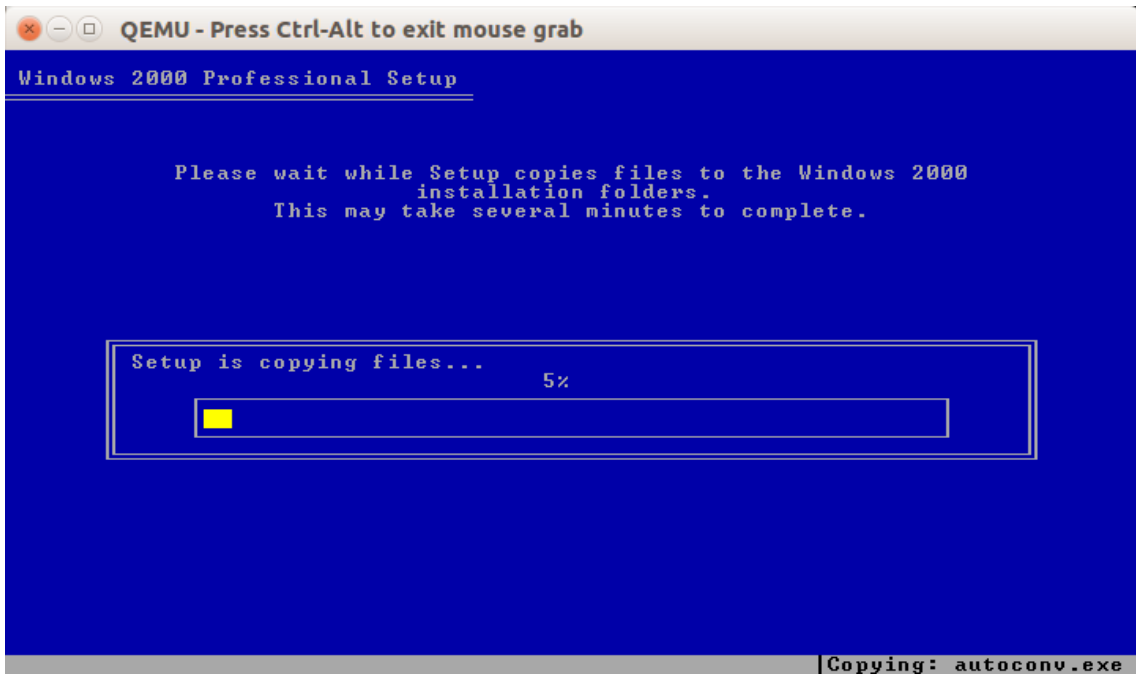 QEMU - Press Ctrl-Alt to exit mouse grab
Windows 2000 Professional Setup
Please wait while Setup copies files to the Windows 2000
installation folders.
This may take several minutes to complete.
Setup is copying files...
5%
Copying: autoconv.exe